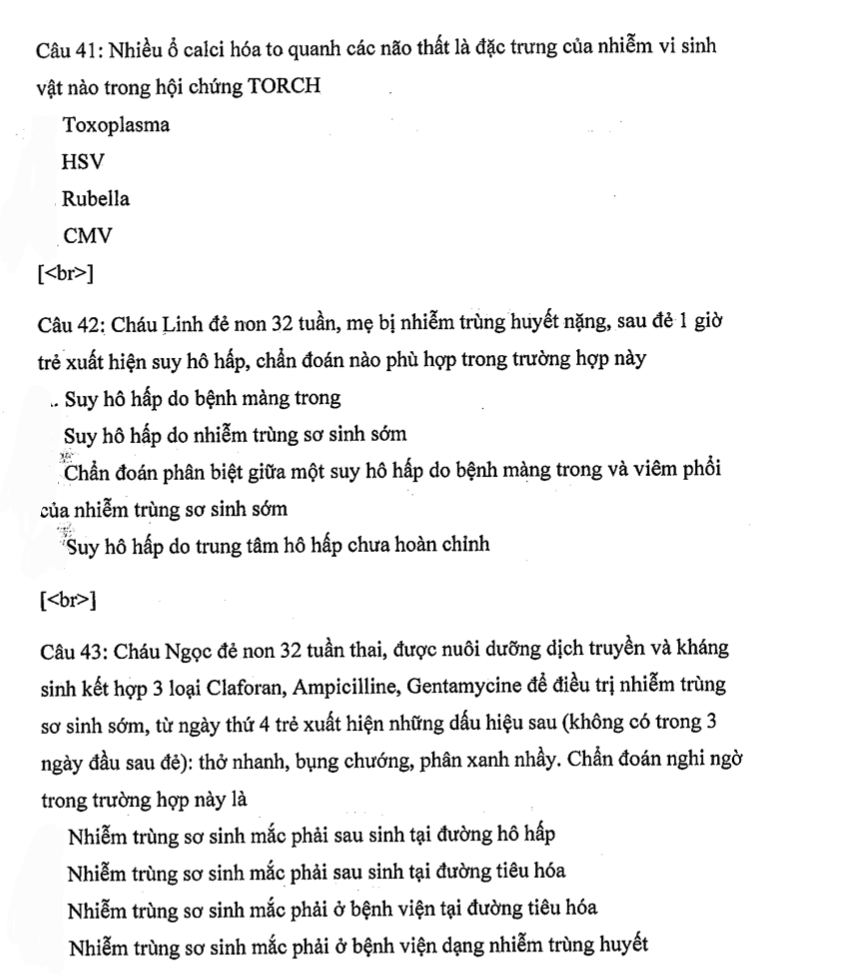 Câu 41: Nhiều ổ calci hóa to quanh các não thất là đặc trưng của nhiễm vi sinh
vật nào trong hội chứng TORCH
Toxoplasma
HSV
Rubella
CMV
[<br>]
Câu 42: Cháu Linh đẻ non 32 tuần, mẹ bị nhiễm trùng huyết nặng, sau đẻ 1 giờ
trẻ xuất hiện suy hô hấp, chẩn đoán nào phù hợp trong trường hợp này
Suy hô hấp do bệnh màng trong
Suy hô hấp do nhiễm trùng sơ sinh sớm
Chẩn đoán phân biệt giữa một suy hô hấp do bệnh màng trong và viêm phổi
của nhiễm trùng sơ sinh sớm
Suy hô hấp do trung tâm hô hấp chưa hoàn chỉnh
[<br>]
Câu 43: Cháu Ngọc đẻ non 32 tuần thai, được nuôi dưỡng dịch truyền và kháng
sinh kết hợp 3 loại Claforan, Ampicilline, Gentamycine để điều trị nhiễm trùng
sơ sinh sớm, từ ngày thứ 4 trẻ xuất hiện những dấu hiệu sau (không có trong 3
ngày đầu sau đẻ): thở nhanh, bụng chướng, phân xanh nhầy. Chẩn đoán nghi ngờ
trong trường hợp này là
Nhiễm trùng sơ sinh mắc phải sau sinh tại đường hô hấp
Nhiễm trùng sơ sinh mắc phải sau sinh tại đường tiêu hóa
Nhiễm trùng sơ sinh mắc phải ở bệnh viện tại đường tiêu hóa
Nhiễm trùng sơ sinh mắc phải ở bệnh viện dạng nhiễm trùng huyết